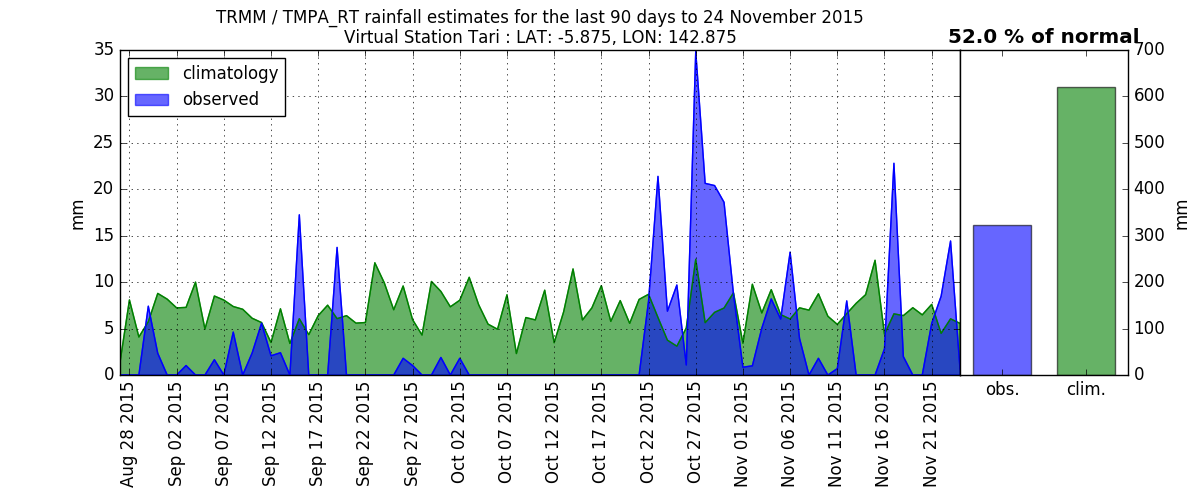 TRMM / TMPA_RT rainfall estimates for the last 90 days to 24 November 2015
Virtual Station Tari : LAT: -5.875, LON: 142.875
52.0 % of normal
35
30
25
20
15
10
5
0
mm
climatology
observed
Aug 28 2015
Sep 02 2015
Sep 07 2015
Sep 12 2015
Sep 17 2015
Sep 22 2015
Sep 27 2015
Oct 02 2015
Oct 07 2015
Oct 12 2015
Oct 17 2015
Oct 22 2015
Oct 27 2015
Nov 01 2015
Nov 06 2015
Nov 11 2015
Nov 16 2015
Nov 21 2015
obs.
clim.
700
600
500
400
300
200
100
0
mm